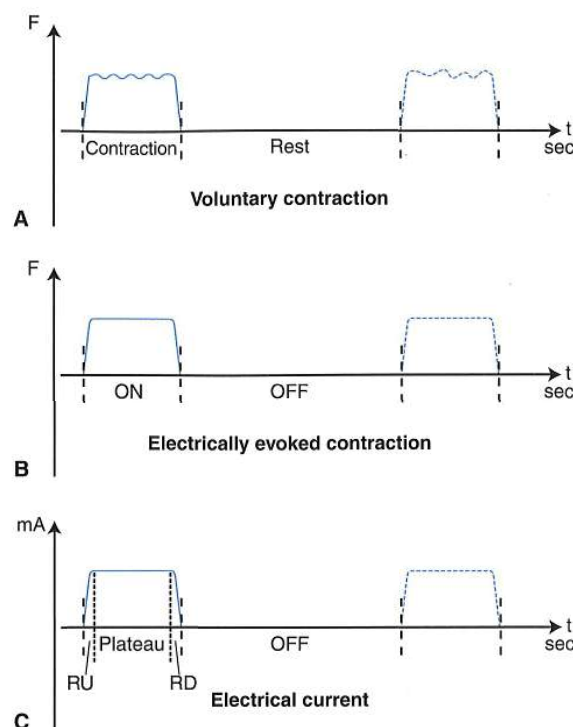 F
t
sec
Contraction
Rest
Voluntary contraction
A
F
t
sec
ON
OFF
Electrically evoked contraction
B
mA
t
sec
Plateau
OFF
RU
RD
Electrical current
C